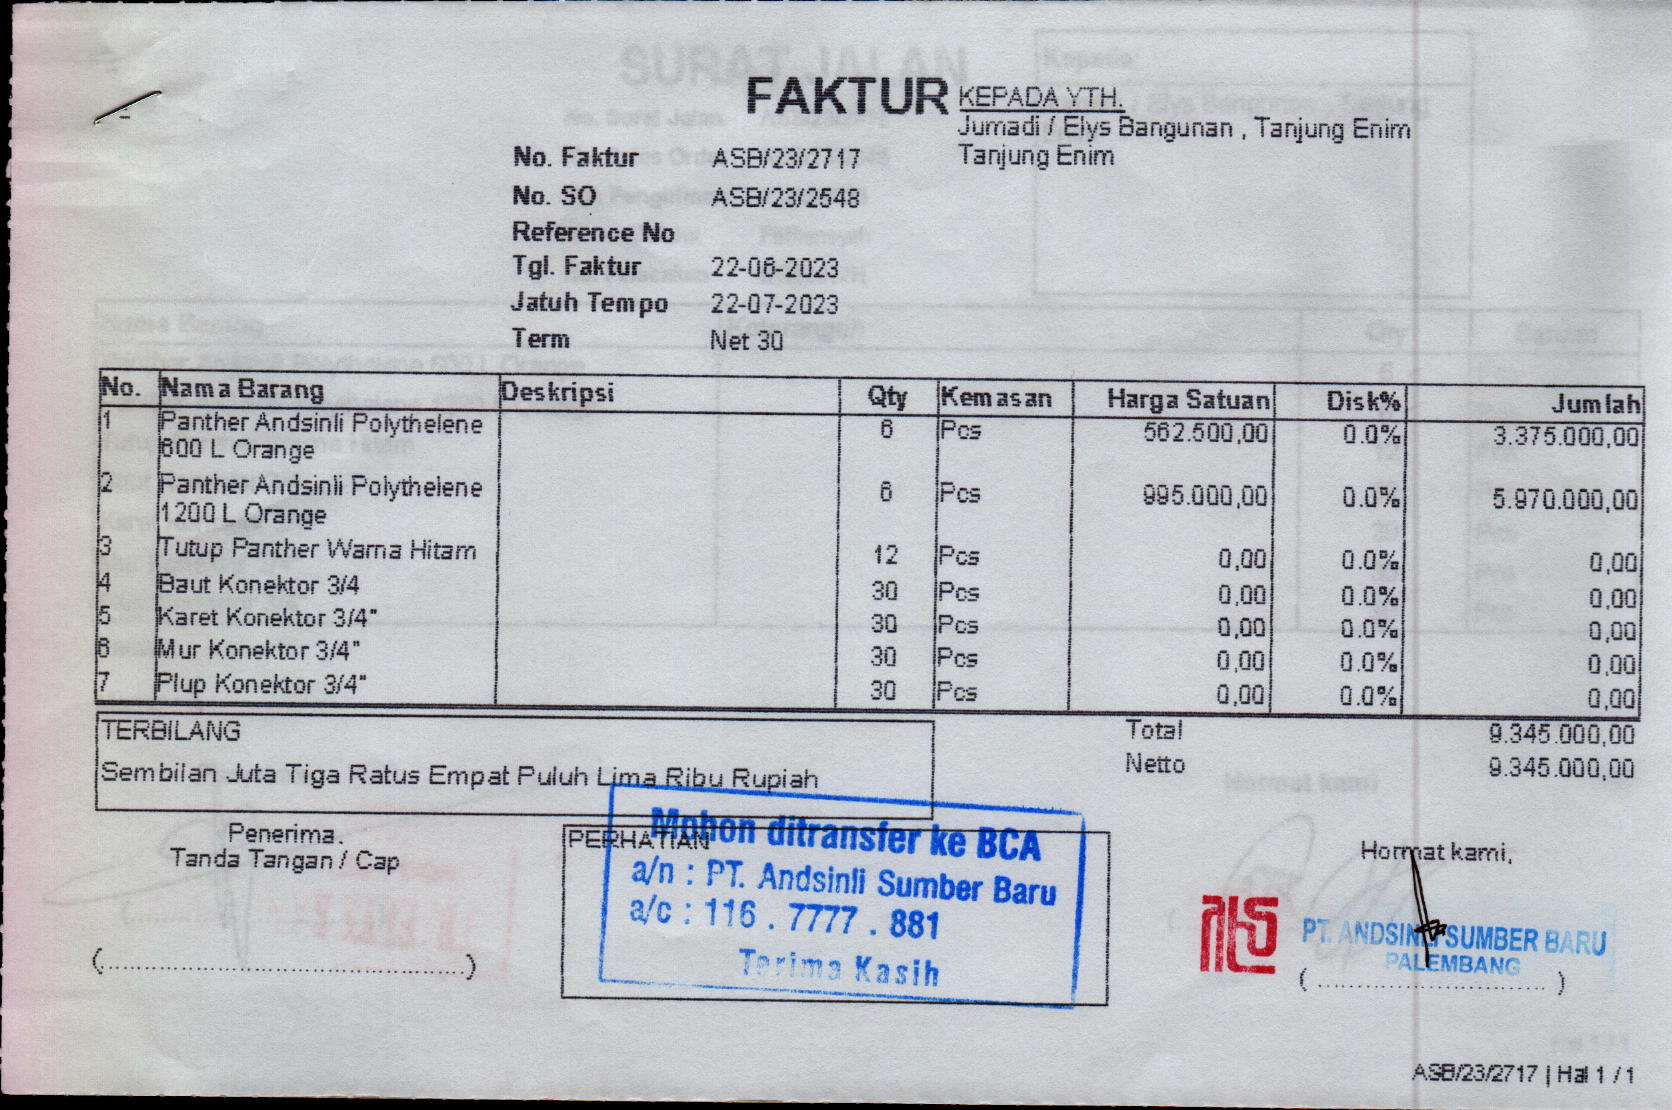 FAKTUR
KEPADA YTH.
Jumadi / Elys Bangunan , Tanjung Enim
Tanjung Enim
No. Faktur ASB/23/2717
No. SO ASB/23/2548
Reference No
Tgl. Faktur 22-06-2023
Jatuh Tempo 22-07-2023
Term Net 30
No. Nama Barang Deskripsi Qty Kemasan Harga Satuan Disk% Jumlah
1 Panther Andsinli Polythelene 6 Pcs 562.500,00 0.0% 3.375.000,00
600 L Orange
2 Panther Andsinli Polythelene 6 Pcs 995.000,00 0.0% 5.970.000,00
1200 L Orange
3 Tutup Panther Warna Hitam 12 Pcs 0,00 0.0% 0,00
4 Baut Konektor 3/4 30 Pcs 0,00 0.0% 0,00
5 Karet Konektor 3/4" 30 Pcs 0,00 0.0% 0,00
6 Mur Konektor 3/4" 30 Pcs 0,00 0.0% 0,00
7 Plup Konektor 3/4" 30 Pcs 0,00 0.0% 0,00
TERBILANG
Sembilan Juta Tiga Ratus Empat Puluh Lima Ribu Rupiah
Total 9.345.000,00
Netto 9.345.000,00
Penerima.
Tanda Tangan / Cap
(..........................................)
PERHATIAN
Mohon ditransfer ke BCA
a/n : PT. Andsinli Sumber Baru
a/c : 116 . 7777 . 881
Terima Kasih
Hormat kami,
PT. ANDSINLI SUMBER BARU
PALEMBANG
( ............................ )
ASB/23/2717 | Hal 1 / 1
SURAT JALAN
Kepada:
Hormat kami